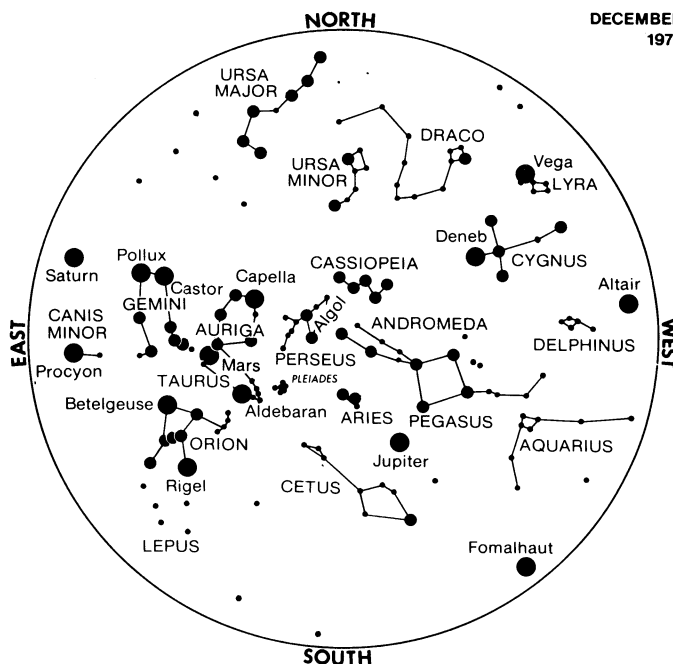 NORTH
DECEMBER
197
URSA
MAJOR
DRACO
URSA
MINOR
Vega
LYRA
Deneb
CYGNUS
Pollux
Saturn
Castor
Capella
CASSIOPEIA
Altair
CANIS
MINOR
GEMINI
AURIGA
Algol
ANDROMEDA
DELPHINUS
EAST
WEST
Procyon
Mars
PERSEUS
TAURUS
PLEIADES
Betelgeuse
Aldebaran
ARIES
PEGASUS
ORION
Jupiter
AQUARIUS
Rigel
CETUS
LEPUS
Fomalhaut
SOUTH